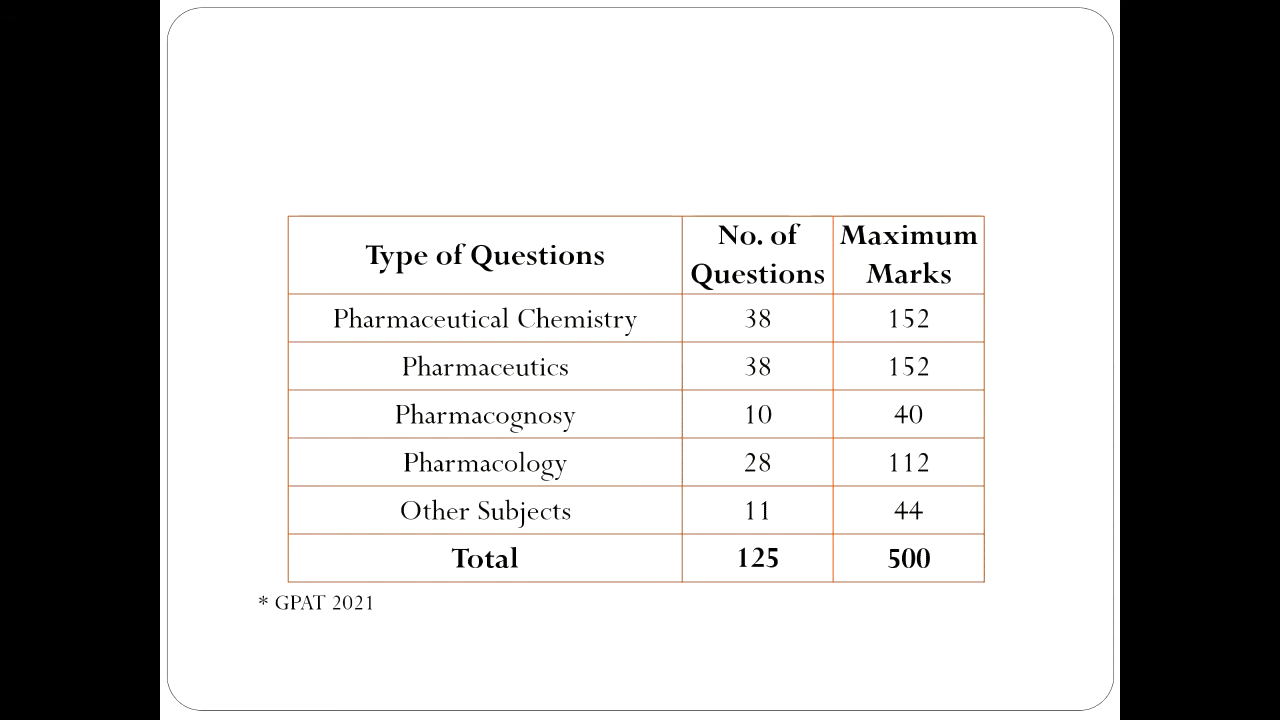 Type of Questions No. of Questions Maximum Marks
Pharmaceutical Chemistry 38 152
Pharmaceutics 38 152
Pharmacognosy 10 40
Pharmacology 28 112
Other Subjects 11 44
Total 125 500
* GPAT 2021